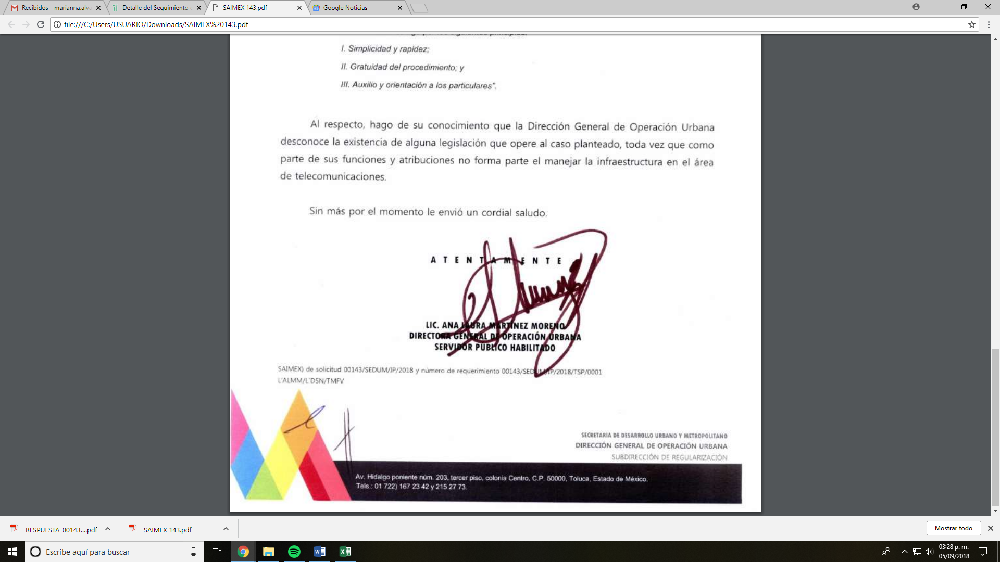 Recibidos - marianna.alva
Detalle del Seguimiento d
SAIMEX 143.pdf
Google Noticias
file:///C:/Users/USUARIO/Downloads/SAIMEX%20143.pdf
I. Simplicidad y rapidez;
II. Gratuidad del procedimiento; y
III. Auxilio y orientación a los particulares".
Al respecto, hago de su conocimiento que la Dirección General de Operación Urbana
desconoce la existencia de alguna legislación que opere al caso planteado, toda vez que como
parte de sus funciones y atribuciones no forma parte el manejar la infraestructura en el área
de telecomunicaciones.
Sin más por el momento le envió un cordial saludo.
A T E N T A M E N T E
LIC. ANA LAURA MARTÍNEZ MORENO
DIRECTORA GENERAL DE OPERACIÓN URBANA
SERVIDOR PÚBLICO HABILITADO
SAIMEX) de solicitud 00143/SEDUM/IP/2018 y número de requerimiento 00143/SEDUM/IP/2018/TSP/0001
L'ALMM/L'DSN/TMFV
SECRETARÍA DE DESARROLLO URBANO Y METROPOLITANO
DIRECCIÓN GENERAL DE OPERACIÓN URBANA
SUBDIRECCIÓN DE REGULARIZACIÓN
Av. Hidalgo poniente núm. 203, tercer piso, colonia Centro, C.P. 50000, Toluca, Estado de México.
Tels.: 01 722) 167 23 42 y 215 27 73.
RESPUESTA_00143....pdf
SAIMEX 143.pdf
Mostrar todo
Escribe aquí para buscar
03:28 p. m.
05/09/2018